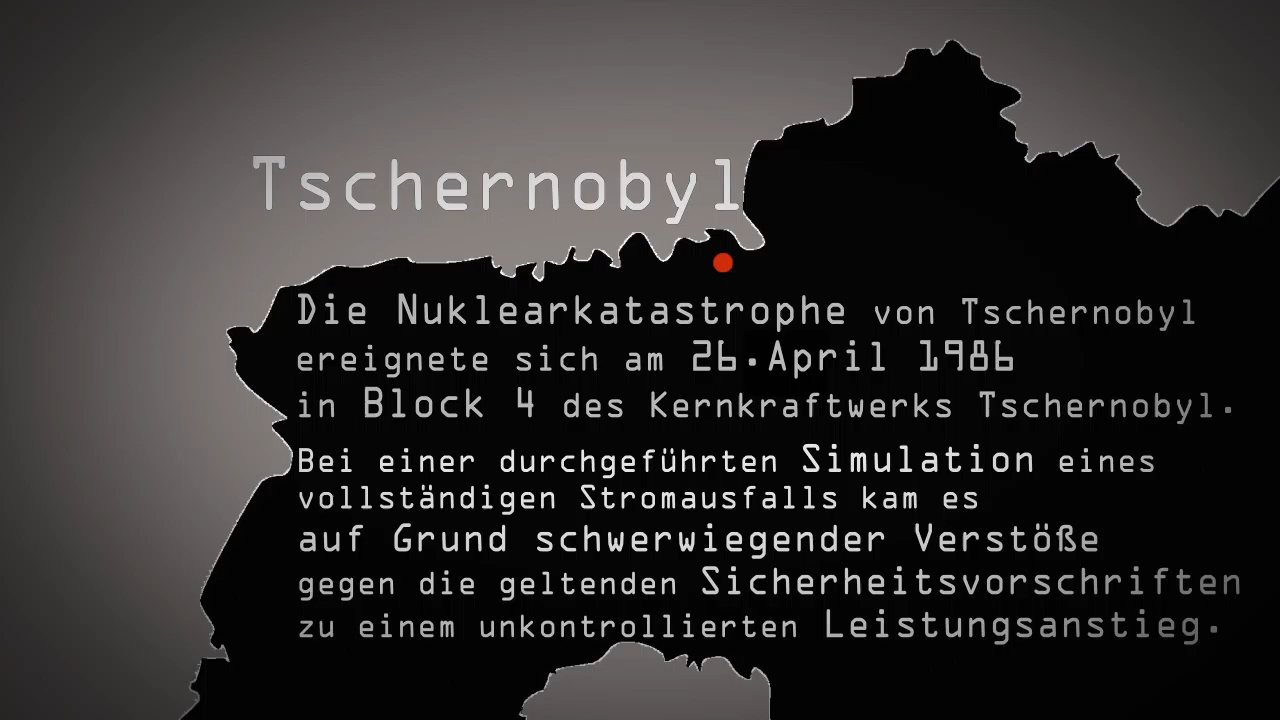 Tschernobyl
Die Nuklearkatastrophe von Tschernobyl
ereignete sich am 26.April 1986
in Block 4 des Kernkraftwerks Tschernobyl.
Bei einer durchgeführten Simulation eines
vollständigen Stromausfalls kam es
auf Grund schwerwiegender Verstöße
gegen die geltenden Sicherheitsvorschriften
zu einem unkontrollierten Leistungsanstieg.